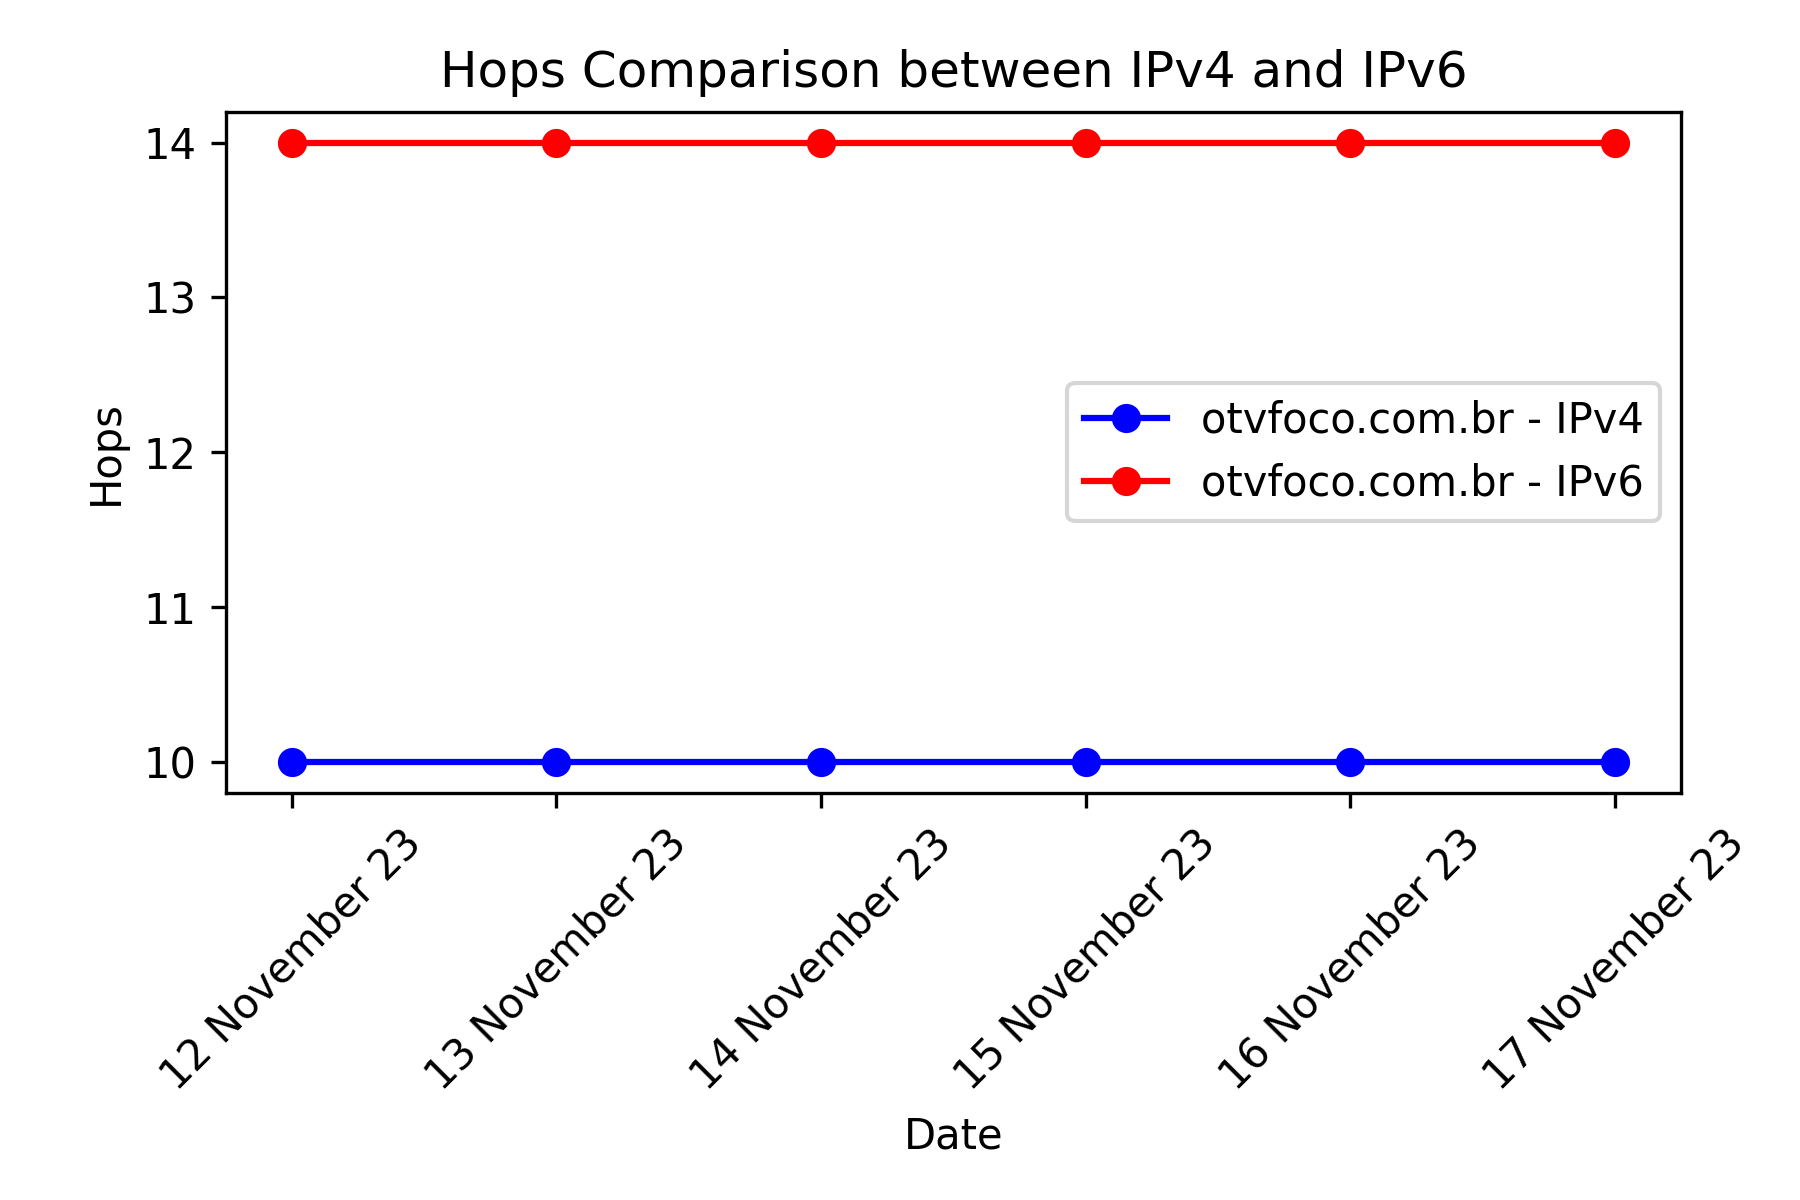 Hops Comparison between IPv4 and IPv6
Hops
14
13
12
11
10
otvfoco.com.br - IPv4
otvfoco.com.br - IPv6
12 November 23
13 November 23
14 November 23
15 November 23
16 November 23
17 November 23
Date